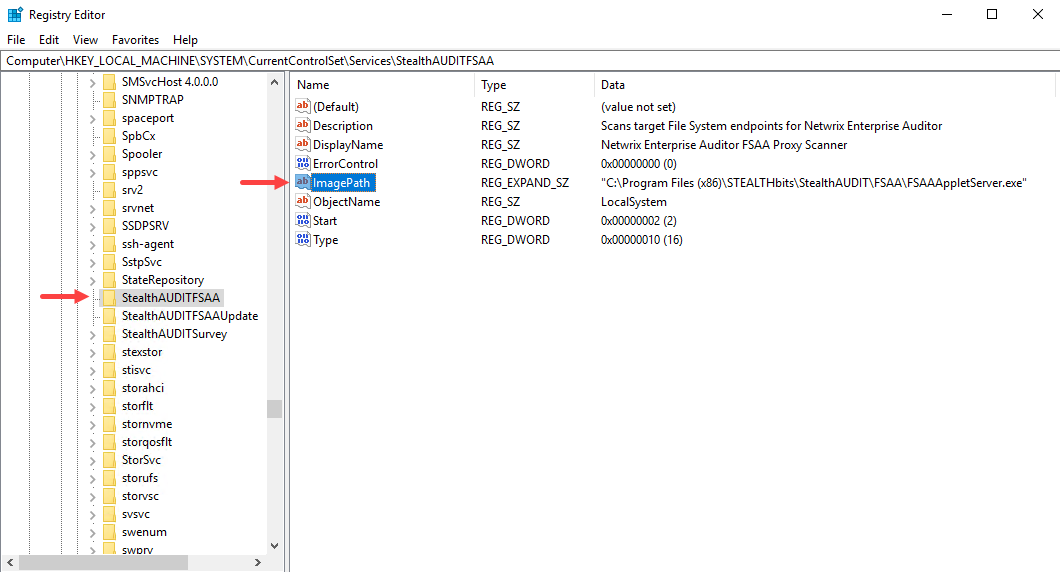 Registry Editor
File Edit View Favorites Help
Computer\HKEY_LOCAL_MACHINE\SYSTEM\CurrentControlSet\Services\StealthAUDITFSAA
SMSvcHost 4.0.0.0
SNMPTRAP
spaceport
SpbCx
Spooler
sppsvc
srv2
srvnet
SSDPSRV
ssh-agent
SstpSvc
StateRepository
StealthAUDITFSAA
StealthAUDITFSAAUpdate
StealthAUDITSurvey
stexstor
stisvc
storahci
storflt
stornvme
storqosflt
StorSvc
storufs
storvsc
svsvc
swenum
swprv
Name Type Data
(Default) REG_SZ (value not set)
Description REG_SZ Scans target File System endpoints for Netwrix Enterprise Auditor
DisplayName REG_SZ Netwrix Enterprise Auditor FSAA Proxy Scanner
ErrorControl REG_DWORD 0x00000000 (0)
ImagePath REG_EXPAND_SZ "C:\Program Files (x86)\STEALTHbits\StealthAUDIT\FSAA\FSAAAppletServer.exe"
ObjectName REG_SZ LocalSystem
Start REG_DWORD 0x00000002 (2)
Type REG_DWORD 0x00000010 (16)